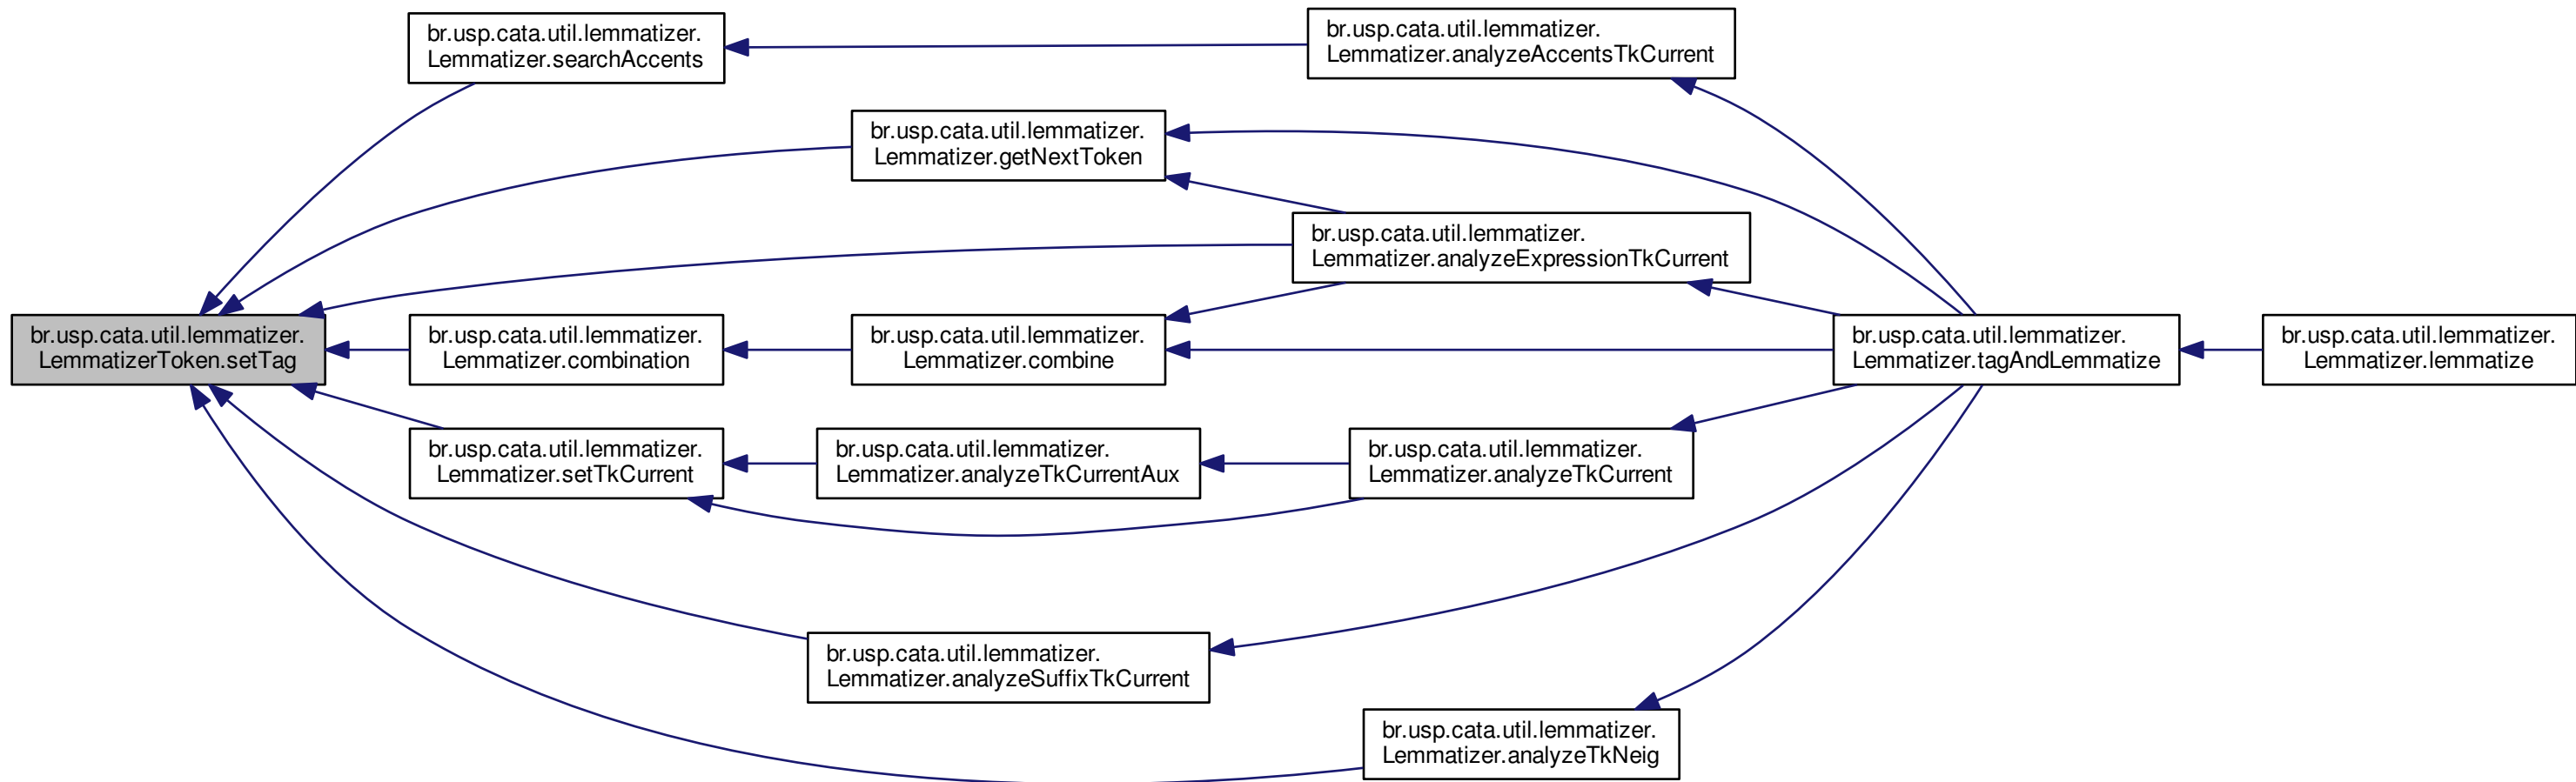 br.usp.cata.util.lemmatizer.
Lemmatizer.searchAccents
br.usp.cata.util.lemmatizer.
Lemmatizer.analyzeAccentsTkCurrent
br.usp.cata.util.lemmatizer.
Lemmatizer.getNextToken
br.usp.cata.util.lemmatizer.
Lemmatizer.analyzeExpressionTkCurrent
br.usp.cata.util.lemmatizer.
LemmatizerToken.setTag
br.usp.cata.util.lemmatizer.
Lemmatizer.combination
br.usp.cata.util.lemmatizer.
Lemmatizer.combine
br.usp.cata.util.lemmatizer.
Lemmatizer.tagAndLemmatize
br.usp.cata.util.lemmatizer.
Lemmatizer.lemmatize
br.usp.cata.util.lemmatizer.
Lemmatizer.setTkCurrent
br.usp.cata.util.lemmatizer.
Lemmatizer.analyzeTkCurrentAux
br.usp.cata.util.lemmatizer.
Lemmatizer.analyzeTkCurrent
br.usp.cata.util.lemmatizer.
Lemmatizer.analyzeSuffixTkCurrent
br.usp.cata.util.lemmatizer.
Lemmatizer.analyzeTkNeig